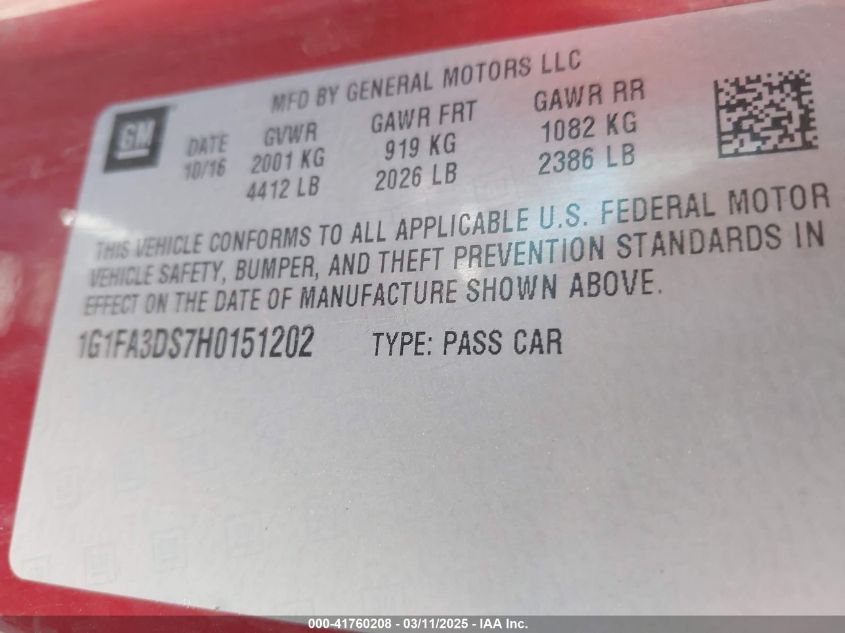 MFD BY GENERAL MOTORS LLC
GM
DATE GVWR GAWR FRT GAWR RR
10/16 2001 KG 919 KG 1082 KG
4412 LB 2026 LB 2386 LB
THIS VEHICLE CONFORMS TO ALL APPLICABLE U.S. FEDERAL MOTOR
VEHICLE SAFETY, BUMPER, AND THEFT PREVENTION STANDARDS IN
EFFECT ON THE DATE OF MANUFACTURE SHOWN ABOVE.
1G1FA3DS7H0151202 TYPE: PASS CAR
000-41760208 - 03/11/2025 - IAA Inc.